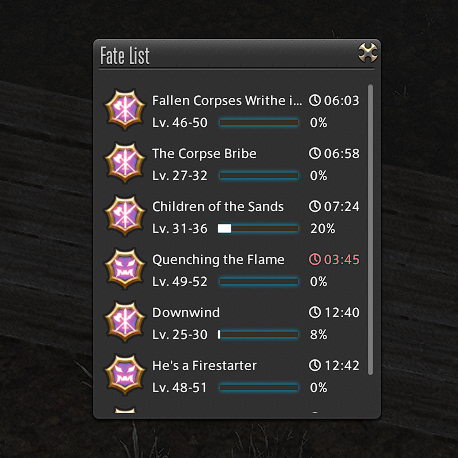 Fate List
Fallen Corpses Writhe i... 06:03
Lv. 46-50 0%
The Corpse Bribe 06:58
Lv. 27-32 0%
Children of the Sands 07:24
Lv. 31-36 20%
Quenching the Flame 03:45
Lv. 49-52 0%
Downwind 12:40
Lv. 25-30 8%
He's a Firestarter 12:42
Lv. 48-51 0%